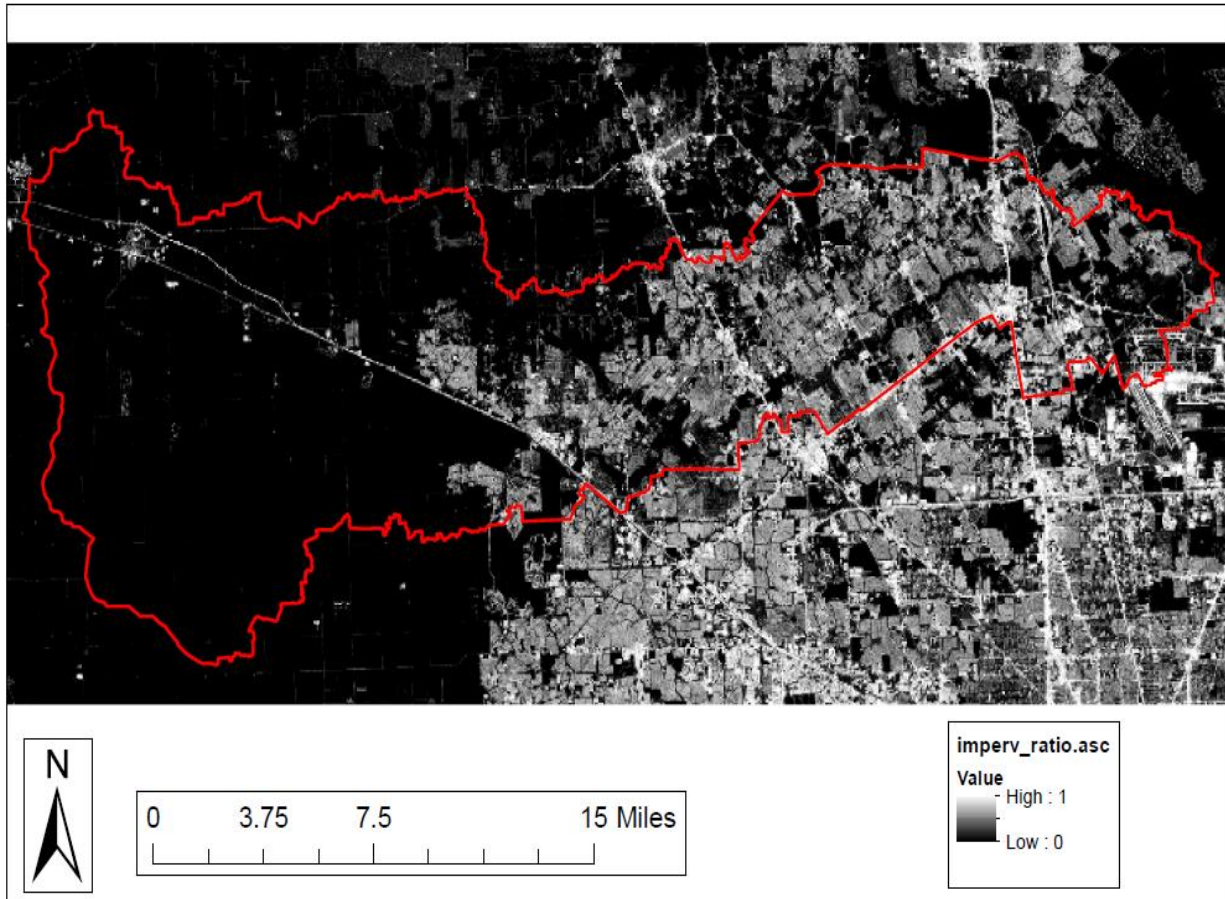 N
0 3.75 7.5 15 Miles
imperv_ratio.asc
Value
High : 1
Low : 0